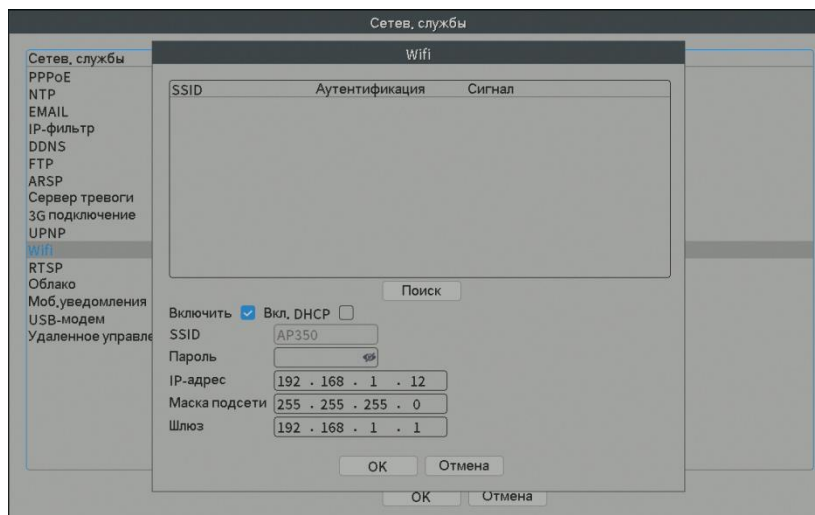 Сетев. службы
Wifi
Сетев. службы
PPPoE
NTP
EMAIL
IP-фильтр
DDNS
FTP
ARSP
Сервер тревоги
3G подключение
UPNP
Wifi
RTSP
Облако
Моб.уведомления
USB-модем
Удаленное управле
SSID Аутентификация Сигнал
Поиск
Включить Вкл. DHCP
SSID AP350
Пароль
IP-адрес 192 . 168 . 1 . 12
Маска подсети 255 . 255 . 255 . 0
Шлюз 192 . 168 . 1 . 1
OK Отмена
OK Отмена